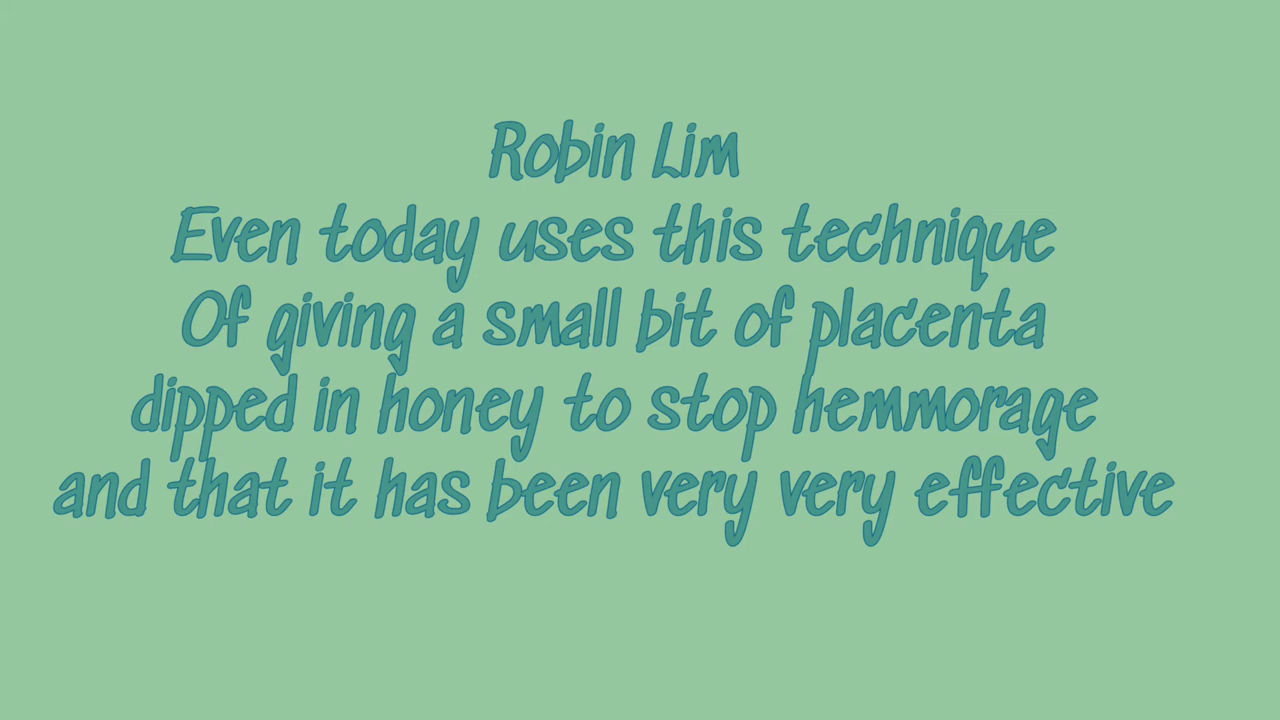 Robin Lim
Even today uses this technique
Of giving a small bit of placenta
dipped in honey to stop hemmorage
and that it has been very very effective